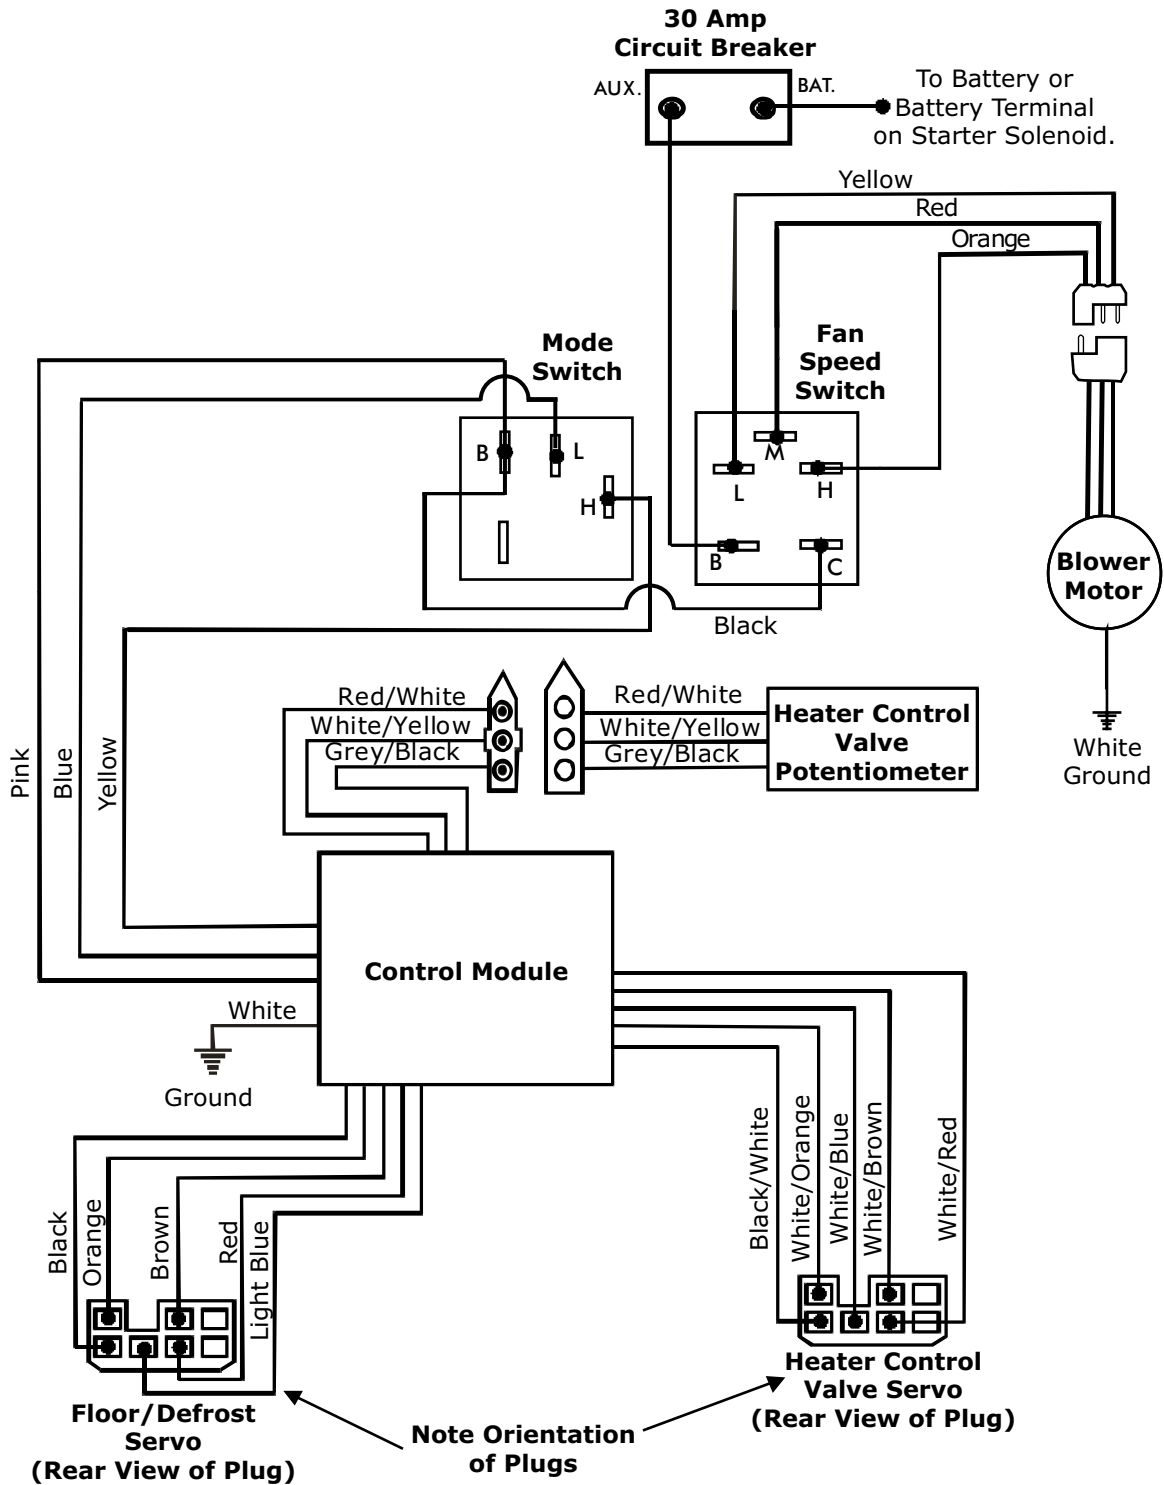 30 Amp
Circuit Breaker
AUX.
BAT.
To Battery or
Battery Terminal
on Starter Solenoid.
Yellow
Red
Orange
Mode
Switch
Fan
Speed
Switch
B
L
H
M
L
H
B
C
Black
Blower
Motor
White
Ground
Pink
Blue
Yellow
Red/White
White/Yellow
Grey/Black
Red/White
White/Yellow
Grey/Black
Heater Control
Valve
Potentiometer
Control Module
White
Ground
Black
Orange
Brown
Red
Light Blue
Black/White
White/Orange
White/Blue
White/Brown
White/Red
Floor/Defrost
Servo
(Rear View of Plug)
Note Orientation
of Plugs
Heater Control
Valve Servo
(Rear View of Plug)